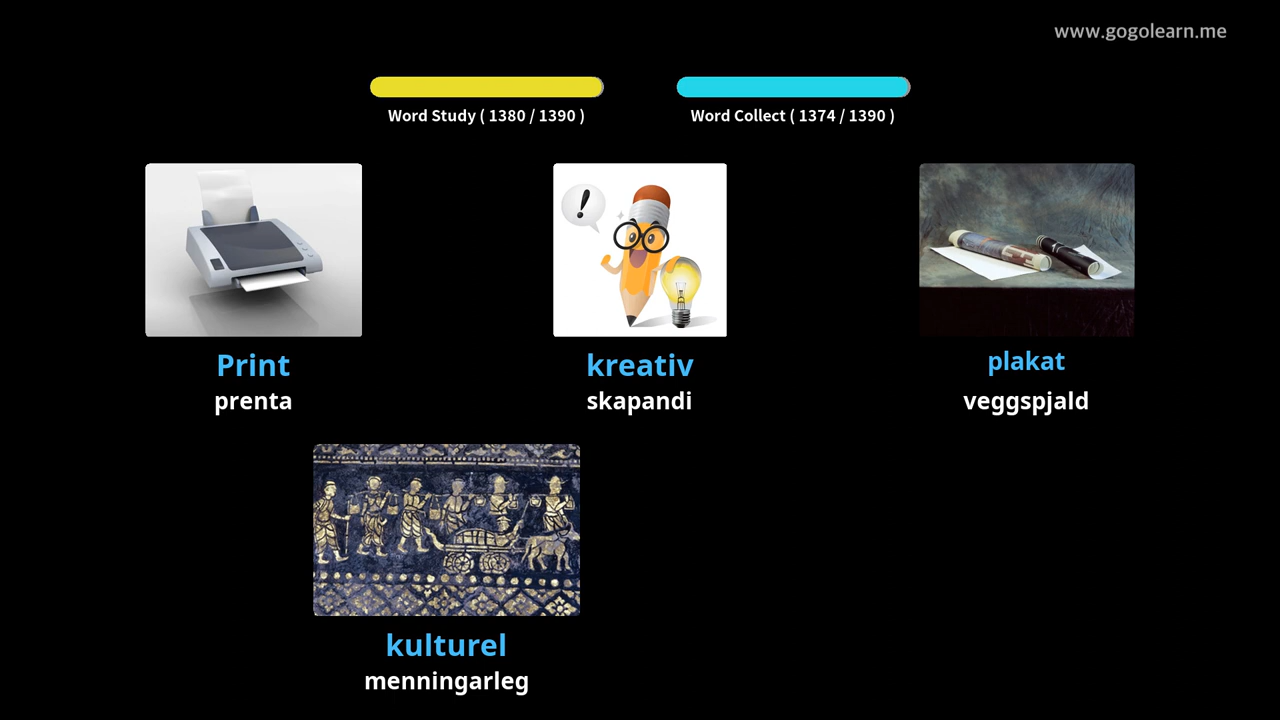 www.gogolearn.me
Word Study ( 1380 / 1390 )
Word Collect ( 1374 / 1390 )
Print
prenta
kreativ
skapandi
plakat
veggspjald
kulturel
menningarleg